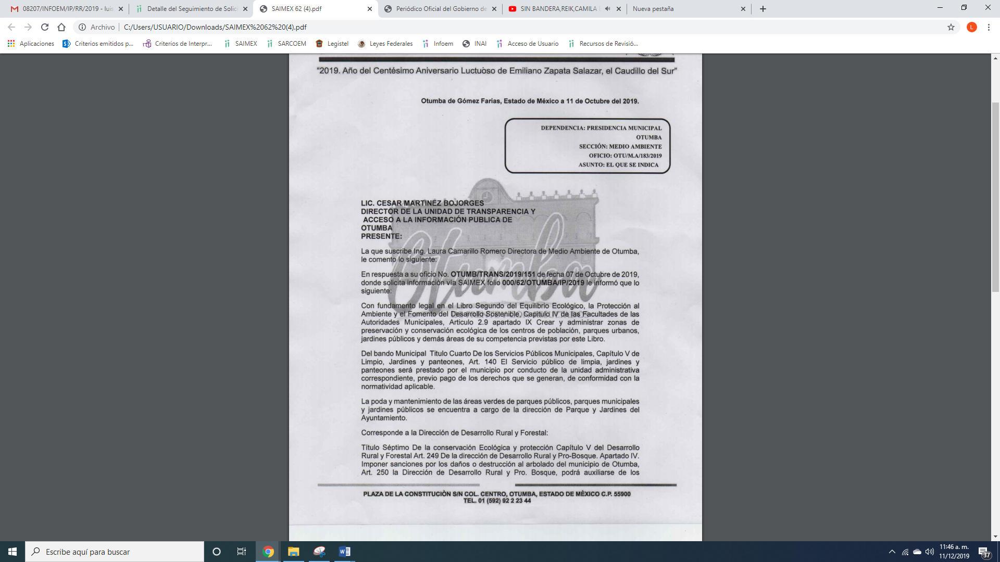 08207/INFOEM/IP/RR/2019 - luis
Detalle del Seguimiento de Solici
SAIMEX 62 (4).pdf
Periódico Oficial del Gobierno de
SIN BANDERA,REIK,CAMILA
Nueva pestaña
Archivo C:/Users/USUARIO/Downloads/SAIMEX%2062%20(4).pdf
L
Aplicaciones
Criterios emitidos p...
Criterios de Interpr...
SAIMEX
SARCOEM
Legistel
Leyes Federales
Infoem
INAI
Acceso de Usuario
Recursos de Revisió...
“2019. Año del Centésimo Aniversario Luctuoso de Emiliano Zapata Salazar, el Caudillo del Sur”
Otumba de Gómez Farías, Estado de México a 11 de Octubre del 2019.
DEPENDENCIA: PRESIDENCIA MUNICIPAL
OTUMBA
SECCIÓN: MEDIO AMBIENTE
OFICIO: OTU/M.A/183/2019
ASUNTO: EL QUE SE INDICA
LIC. CESAR MARTINEZ BOJORGES
DIRECTOR DE LA UNIDAD DE TRANSPARENCIA Y
ACCESO A LA INFORMACIÓN PUBLICA DE
OTUMBA
PRESENTE:
Otumba
La que suscribe Ing. Laura Camarillo Romero Directora de Medio Ambiente de Otumba,
le comento lo siguiente:
En respuesta a su oficio No. OTUMB/TRANS/2019/151 de fecha 07 de Octubre de 2019,
donde solicita información vía SAIMEX folio 000/62/OTUMBA/IP/2019 le informó que lo
siguiente:
Con fundamento legal en el Libro Segundo del Equilibrio Ecológico, la Protección al
Ambiente y el Fomento del Desarrollo Sostenible, Capítulo IV de las Facultades de las
Autoridades Municipales, Articulo 2.9 apartado IX Crear y administrar zonas de
preservación y conservación ecológica de los centros de población, parques urbanos,
jardines públicos y demás áreas de su competencia previstas por este Libro.
Del bando Municipal Titulo Cuarto De los Servicios Públicos Municipales, Capítulo V de
Limpio, Jardines y panteones, Art. 140 El Servicio público de limpia, jardines y
panteones será prestado por el municipio por conducto de la unidad administrativa
correspondiente, previo pago de los derechos que se generan, de conformidad con la
normatividad aplicable.
La poda y mantenimiento de las áreas verdes de parques públicos, parques municipales
y jardines públicos se encuentra a cargo de la dirección de Parque y Jardines del
Ayuntamiento.
Corresponde a la Dirección de Desarrollo Rural y Forestal:
Título Séptimo De la conservación Ecológica y protección Capítulo V del Desarrollo
Rural y Forestal Art. 249 De la dirección de Desarrollo Rural y Pro-Bosque. Apartado IV.
Imponer sanciones por los daños o destrucción al arbolado del municipio de Otumba,
Art. 250 la Dirección de Desarrollo Rural y Pro. Bosque, podrá auxiliarse de los
PLAZA DE LA CONSTITUCIÒN S/N COL. CENTRO, OTUMBA, ESTADO DE MÈXICO C.P. 55900
TEL. 01 (592) 92 2 23 44
Escribe aquí para buscar
11:46 a. m.
11/12/2019
37